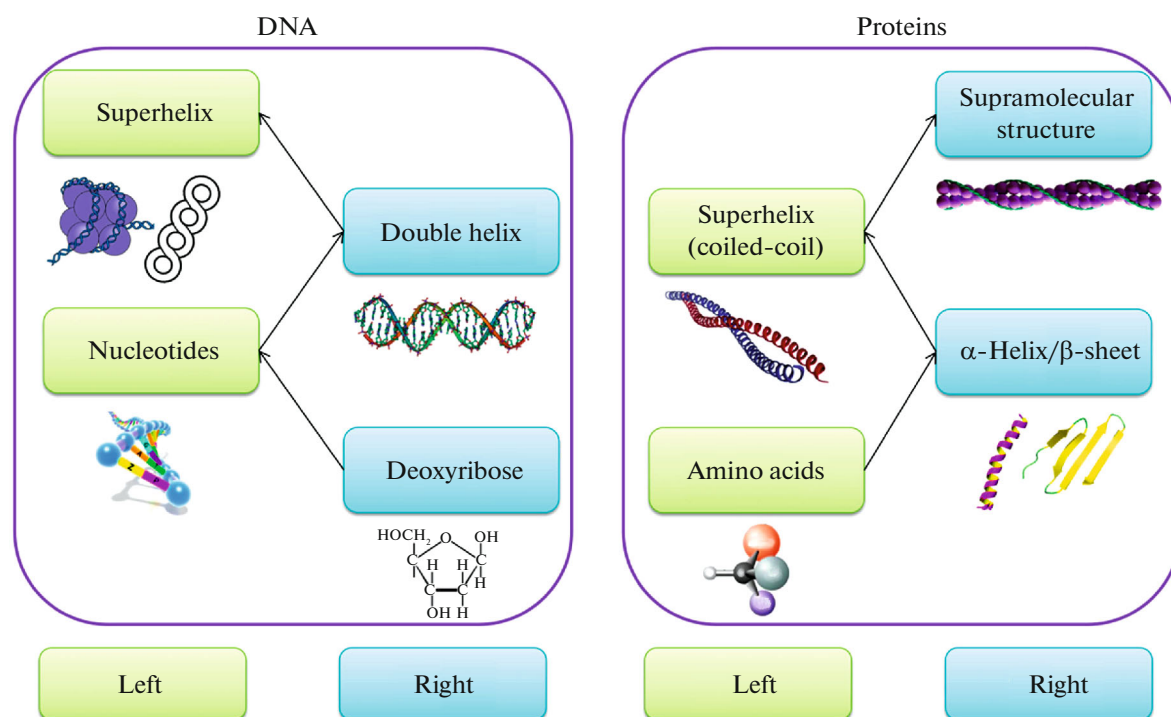 DNA
Superhelix
Double helix
Nucleotides
Deoxyribose
Z
P
HOCH2
O
OH
C
H
H
C
C
H
C
H
OH
H
Left
Right
Proteins
Supramolecular
structure
Superhelix
(coiled-coil)
α-Helix/β-sheet
Amino acids
Left
Right